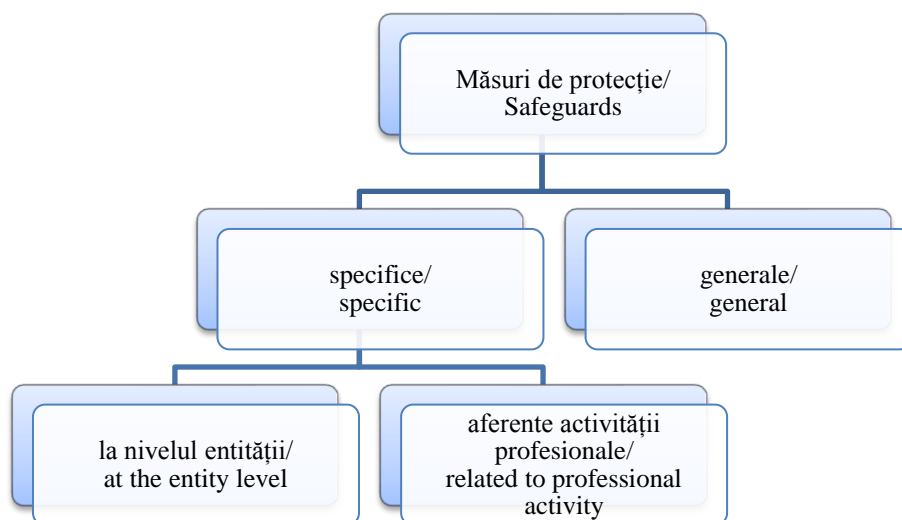 Măsuri de protecție/
Safeguards
specifice/
specific
generale/
general
la nivelul entității/
at the entity level
aferente activității
profesionale/
related to professional
activity